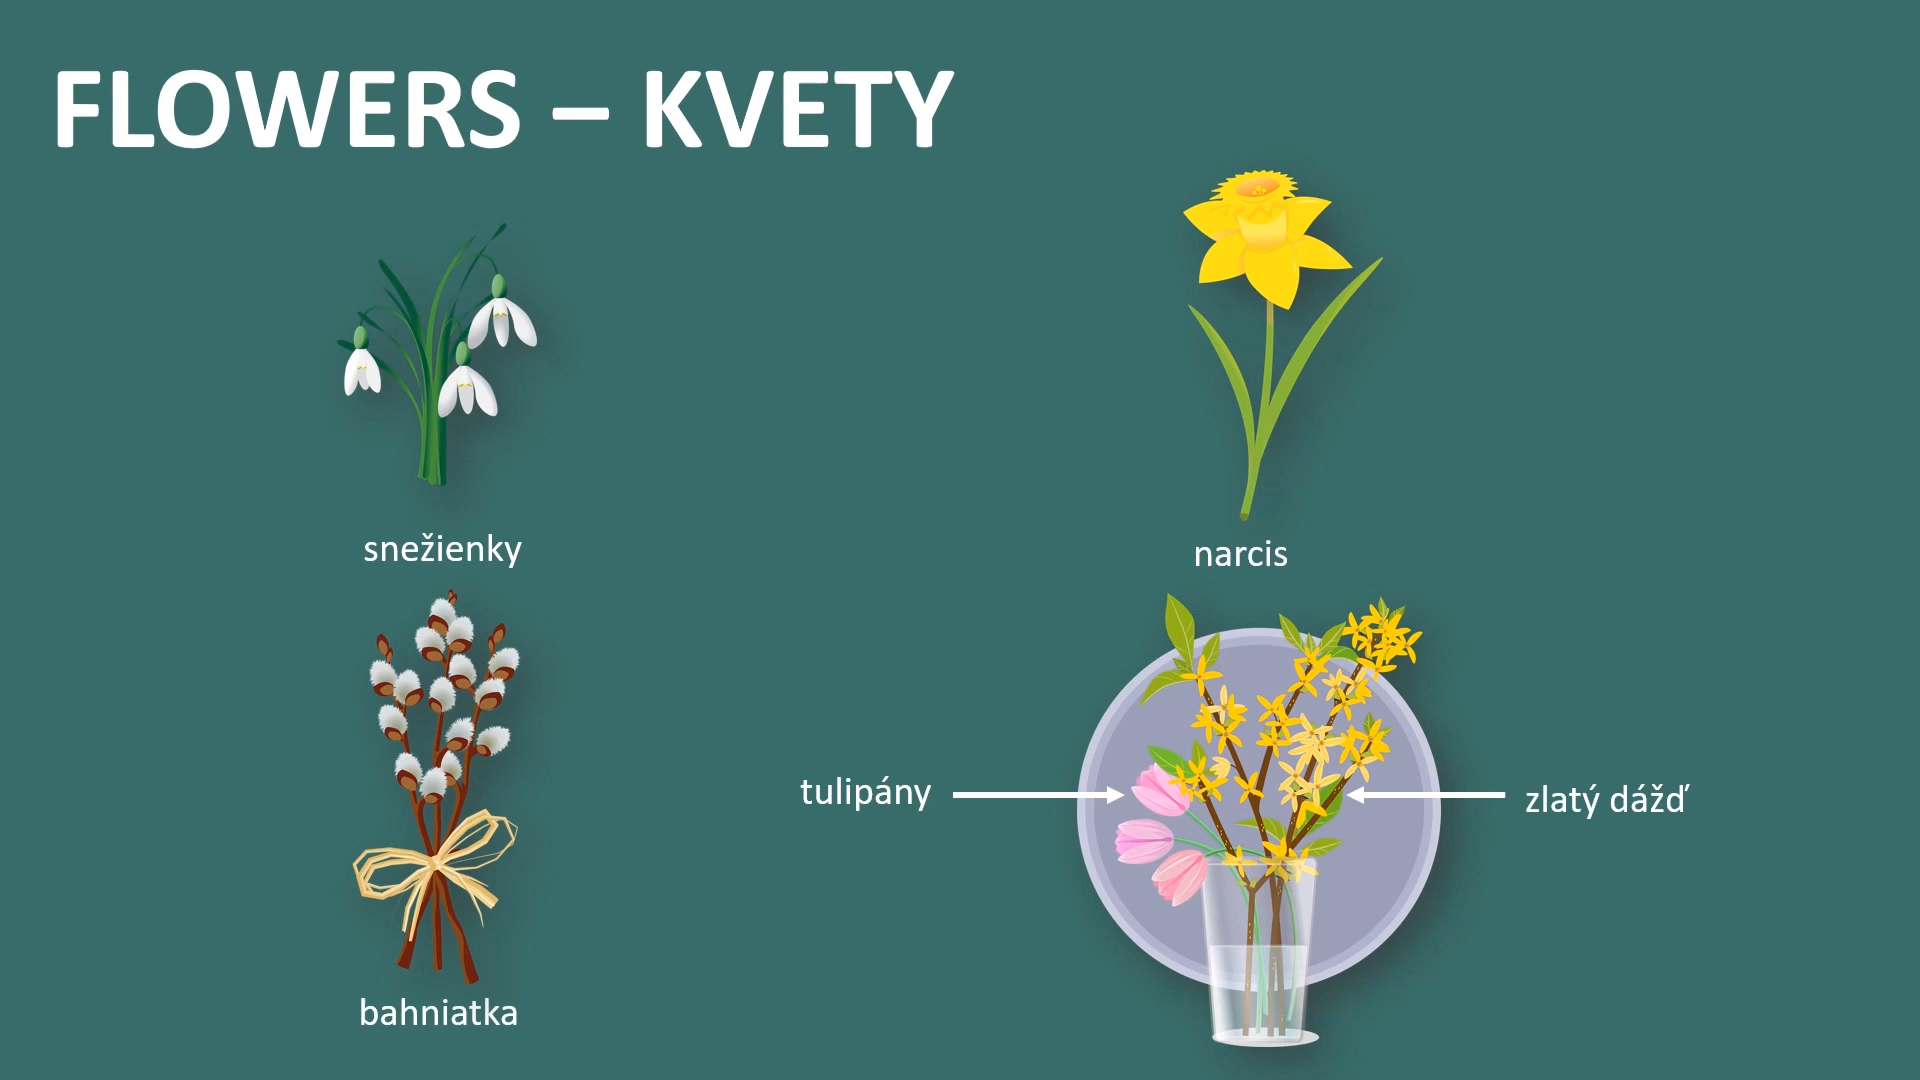 FLOWERS – KVETY
snežienky
narcis
tulipány
zlatý dážď
bahniatka